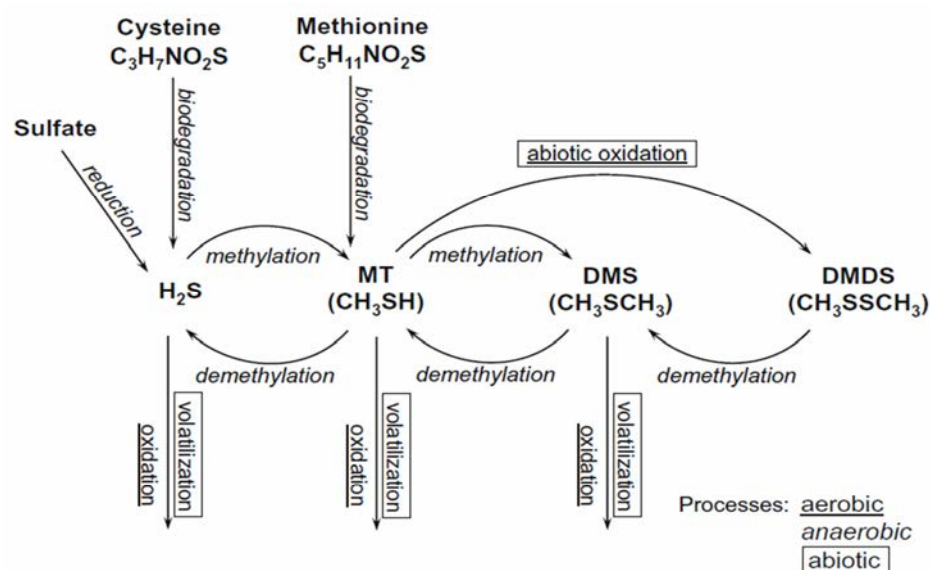 Cysteine
C₃H₇NO₂S
Methionine
C₅H₁₁NO₂S
Sulfate
reduction
biodegradation
biodegradation
abiotic oxidation
methylation
methylation
H₂S
MT
(CH₃SH)
DMS
(CH₃SCH₃)
DMDS
(CH₃SSCH₃)
demethylation
demethylation
demethylation
oxidation
volatilization
oxidation
volatilization
oxidation
volatilization
Processes: aerobic
anaerobic
abiotic